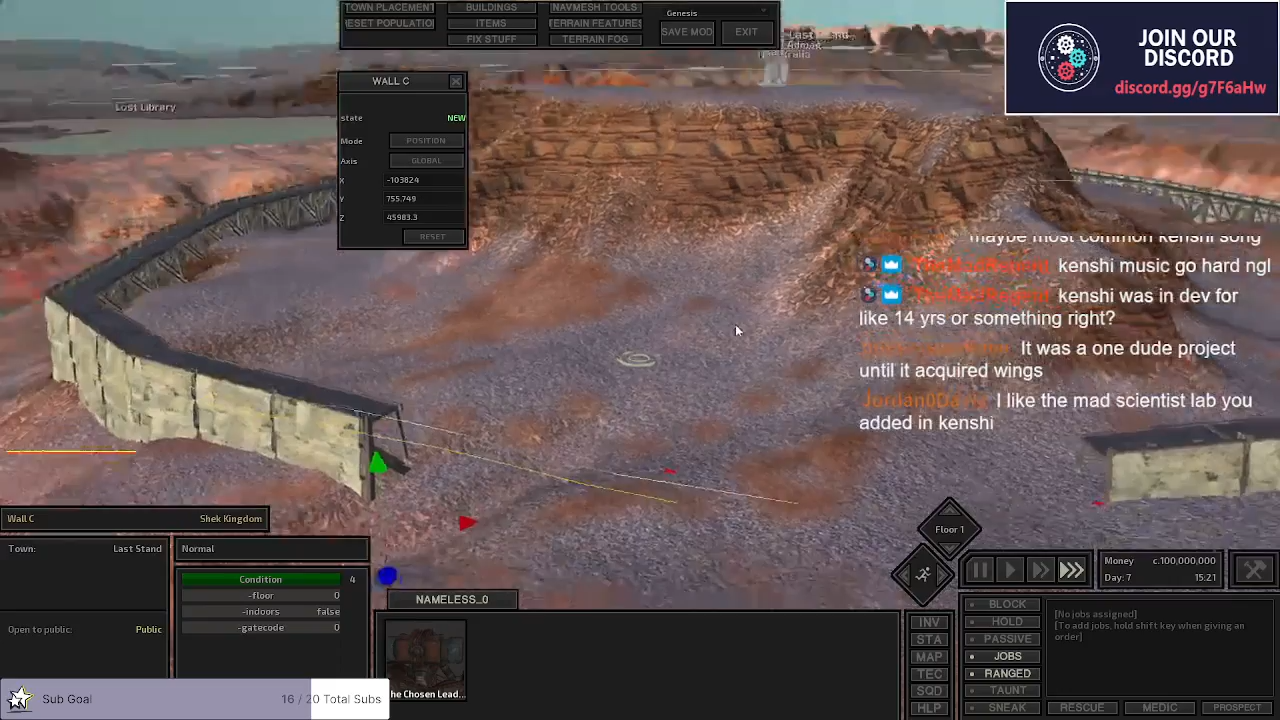 TOWN PLACEMENT
BUILDINGS
NAVMESH TOOLS
Genesis
RESET POPULATIO
ITEMS
TERRAIN FEATURES
SAVE MOD
EXIT
FIX STUFF
TERRAIN FOG
JOIN OUR
DISCORD
discord.gg/g7F6aHw
Lost Library
WALL C
state NEW
Mode POSITION
Axis GLOBAL
X -103824
Y 755.749
Z 45983.3
RESET
maybe most common kenshi song
kenshi music go hard ngl
kenshi was in dev for
like 14 yrs or something right?
It was a one dude project
until it acquired wings
I like the mad scientist lab you
added in kenshi
Wall C Shek Kingdom
Town: Last Stand
Open to public: Public
Normal
Condition 4
-floor 0
-indoors false
-gatecode 0
NAMELESS_0
he Chosen Lead...
Floor 1
Money c.100,000,000
Day: 7 15:21
INV
STA
MAP
TEC
SQD
HLP
BLOCK
HOLD
PASSIVE
JOBS
RANGED
TAUNT
SNEAK
[No jobs assigned]
[To add jobs, hold shift key when giving an
order]
RESCUE
MEDIC
PROSPECT
Sub Goal 16 / 20 Total Subs